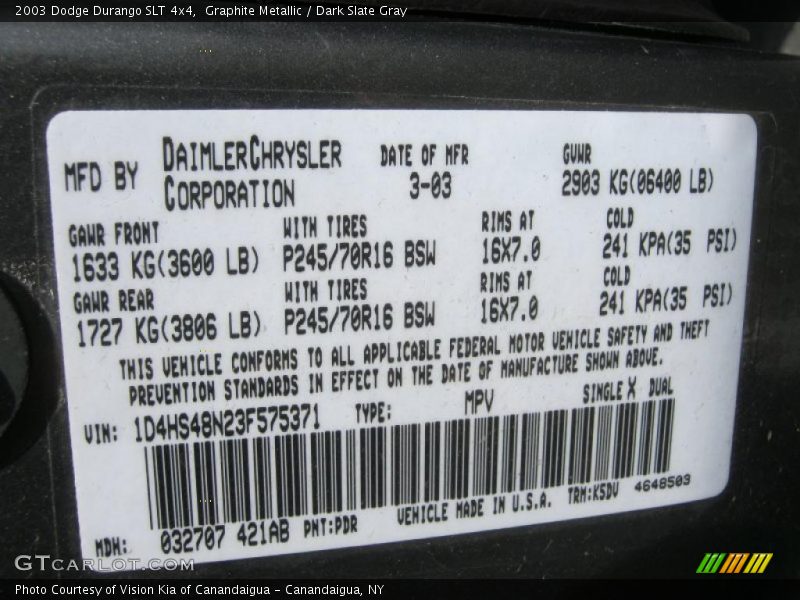 2003 Dodge Durango SLT 4x4,  Graphite Metallic / Dark Slate Gray
MFD BY DAIMLERCHRYSLER CORPORATION DATE OF MFR 3-03 GVWR 2903 KG(06400 LB)
GAWR FRONT WITH TIRES RIMS AT COLD
1633 KG(3600 LB) P245/70R16 BSW 16X7.0 241 KPA(35 PSI)
GAWR REAR WITH TIRES RIMS AT COLD
1727 KG(3806 LB) P245/70R16 BSW 16X7.0 241 KPA(35 PSI)
THIS VEHICLE CONFORMS TO ALL APPLICABLE FEDERAL MOTOR VEHICLE SAFETY AND THEFT
PREVENTION STANDARDS IN EFFECT ON THE DATE OF MANUFACTURE SHOWN ABOVE.
VIN: 1D4HS48N23F575371 TYPE: MPV SINGLE X DUAL
MDH: 032707 421AB PNT:PDR VEHICLE MADE IN U.S.A. TRM:K5DV 4648503
GTCARLOT.COM
Photo Courtesy of Vision Kia of Canandaigua – Canandaigua, NY